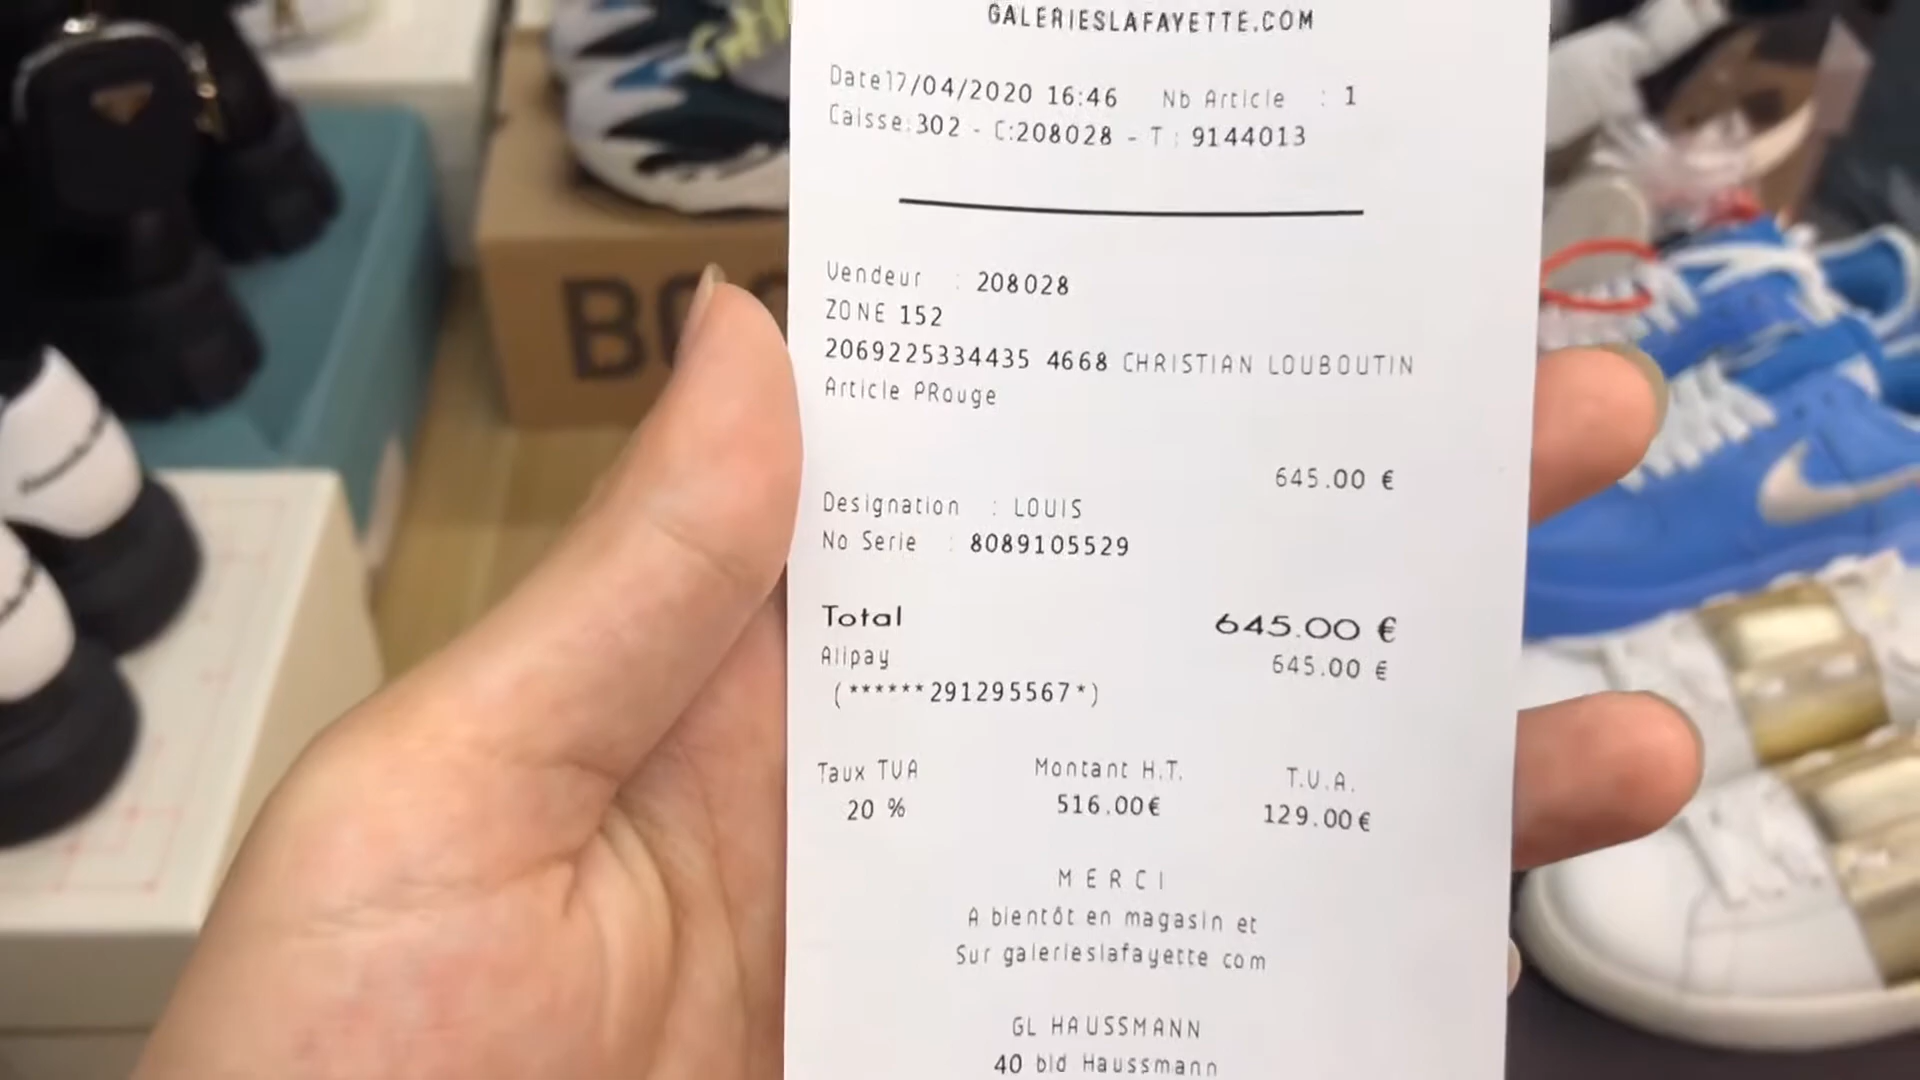 GALERIESLAFAYETTE.COM
Date17/04/2020 16:46 Nb Article : 1
Caisse:302 - C:208028 - T : 9144013
Vendeur : 208028
ZONE 152
2069225334435 4668 CHRISTIAN LOUBOUTIN
Article PRouge
645.00 €
Designation : LOUIS
No Serie : 8089105529
Total 645.00 €
Alipay 645.00 €
(******291295567*)
Taux TVA Montant H.T. T.V.A.
20 % 516.00€ 129.00€
MERCI
A bientôt en magasin et
Sur galerieslafayette com
GL HAUSSMANN
40 bld Haussmann